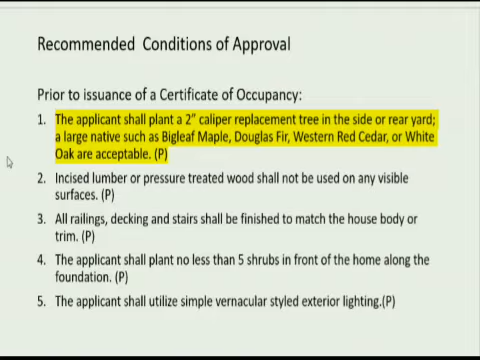 Recommended Conditions of Approval
Prior to issuance of a Certificate of Occupancy:
1. The applicant shall plant a 2" caliper replacement tree in the side or rear yard;
a large native such as Bigleaf Maple, Douglas Fir, Western Red Cedar, or White
Oak are acceptable. (P)
2. Incised lumber or pressure treated wood shall not be used on any visible
surfaces. (P)
3. All railings, decking and stairs shall be finished to match the house body or
trim. (P)
4. The applicant shall plant no less than 5 shrubs in front of the home along the
foundation. (P)
5. The applicant shall utilize simple vernacular styled exterior lighting.(P)